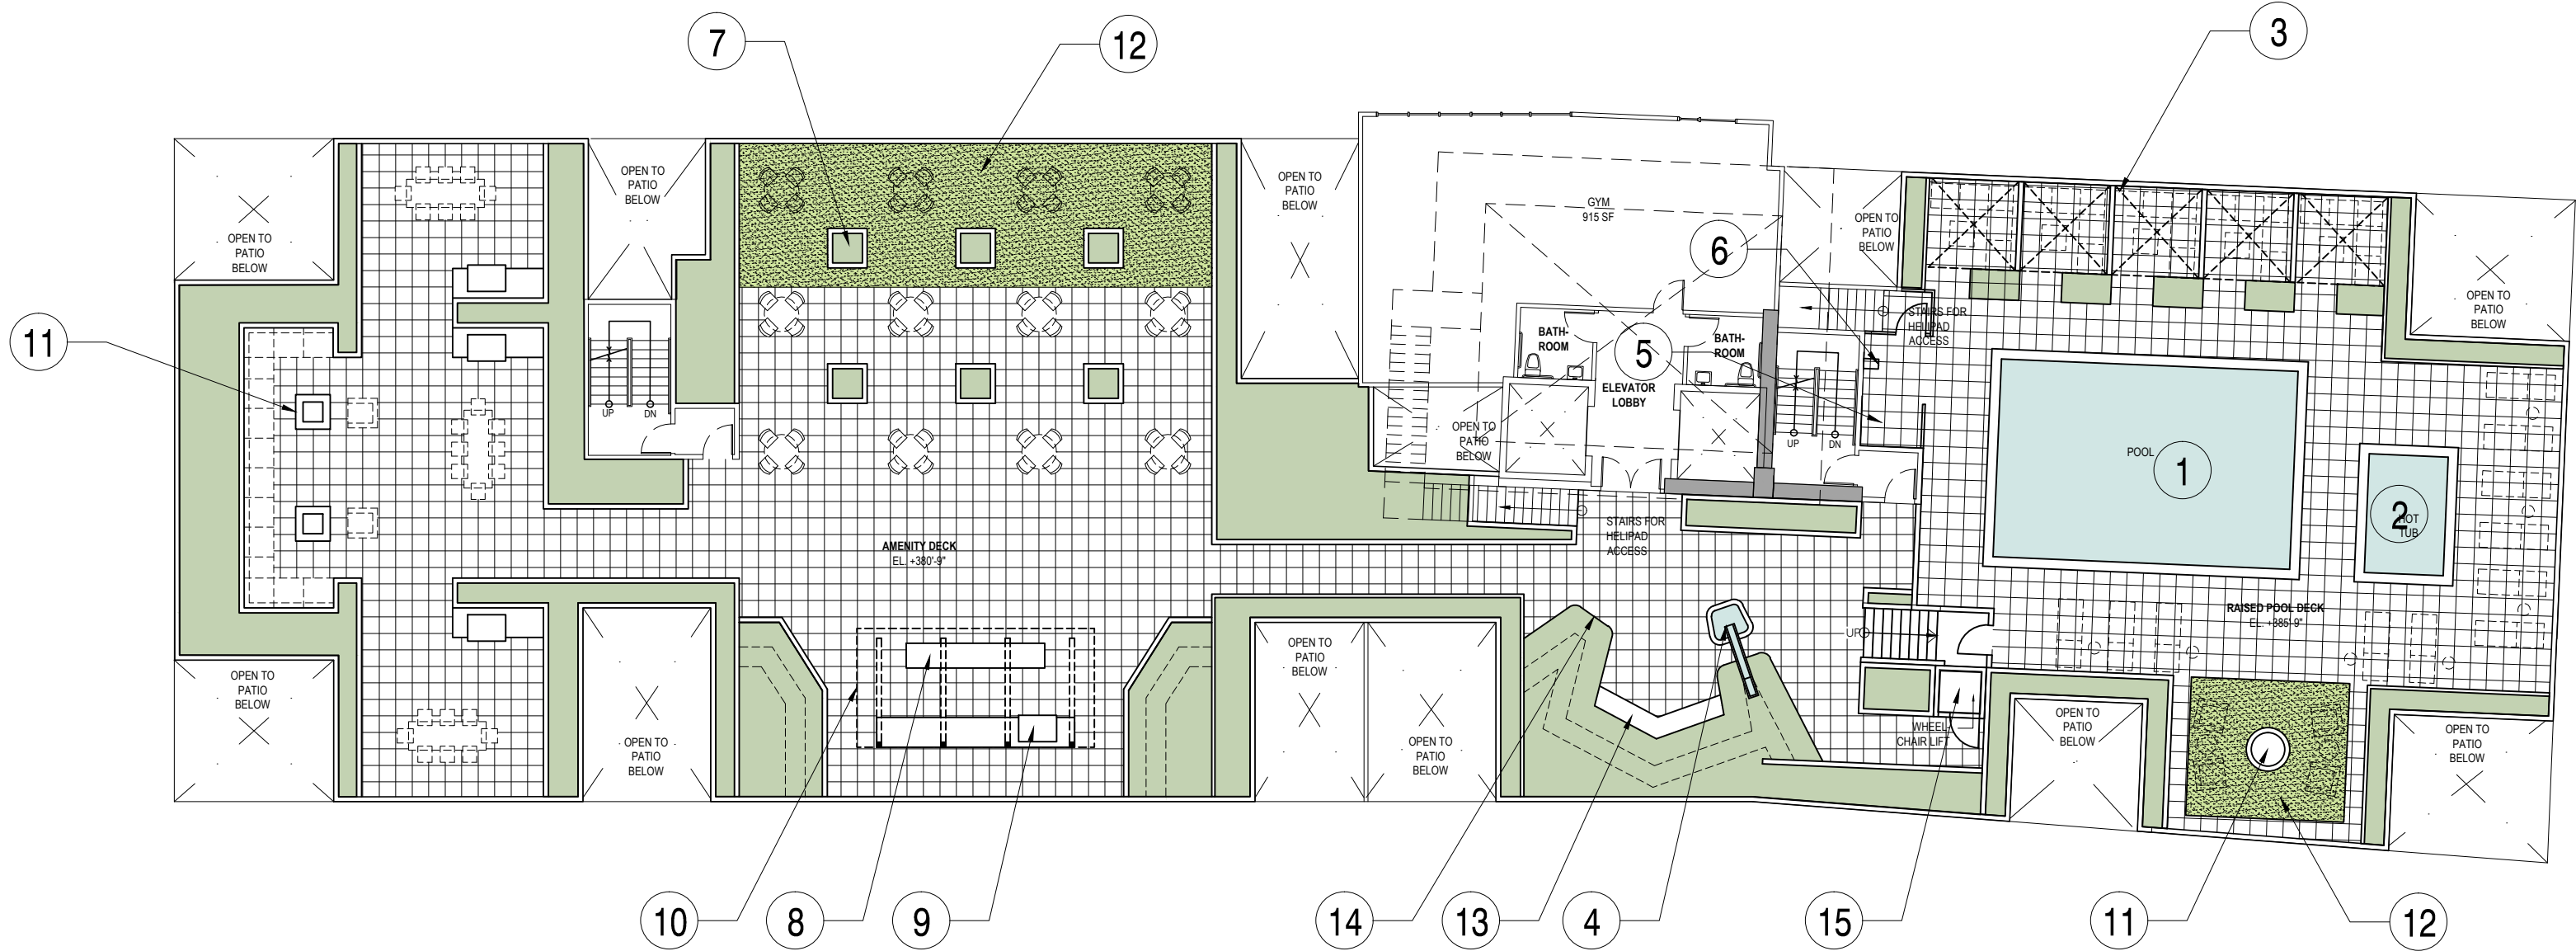 7
12
3
OPEN TO
PATIO
BELOW
OPEN TO
PATIO
BELOW
OPEN TO
PATIO
BELOW
GYM
915 SF
6
OPEN TO
PATIO
BELOW
OPEN TO
PATIO
BELOW
11
UP
DN
BATH-
ROOM
5
BATH-
ROOM
ELEVATOR
LOBBY
STAIRS FOR
HELIPAD
ACCESS
OPEN TO
PATIO
BELOW
UP
DN
POOL
1
2
HOT
TUB
AMENITY DECK
EL. +380'-9"
STAIRS FOR
HELIPAD
ACCESS
RAISED POOL DECK
EL. +385'-9"
UP
OPEN TO
PATIO
BELOW
OPEN TO
PATIO
BELOW
OPEN TO
PATIO
BELOW
OPEN TO
PATIO
BELOW
WHEEL-
CHAIR LIFT
OPEN TO
PATIO
BELOW
OPEN TO
PATIO
BELOW
10
8
9
14
13
4
15
11
12